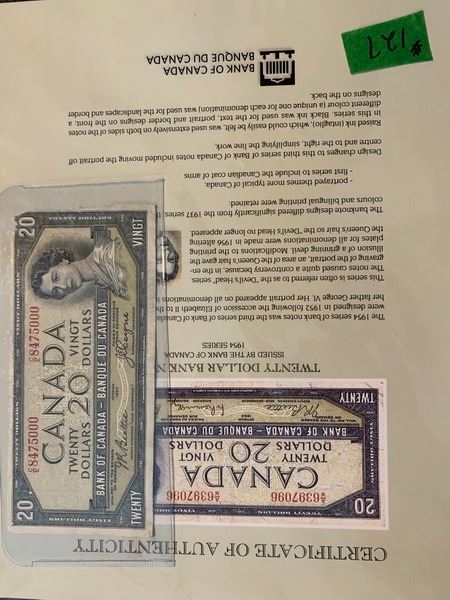 CERTIFICATE OF AUTHENTICITY
20
6397096
6397096
CANADA
TWENTY 20 VINGT
DOLLARS DOLLARS
BANK OF CANADA - BANQUE DU CANADA
TWENTY
TWENTY DOLLAR BANK N
ISSUED BY THE BANK OF CANADA
1954 SERIES
The 1954 series of bank notes was the third series of Bank of Canada
were designed in 1953 following the accession of Elizabeth II to the
her father George VI. Her portrait appeared on all denominations
This series is often referred to as the 'Devil's Head' series.
The notes caused quite a controversy because, in the en-
graving of the portrait, an area of the Queen's hair gave the
illusion of a grinning devil. Modifications to the printing
plates for all denominations were made in 1956 altering
the Queen's hair so the 'Devil's Head' no longer appeared.
The banknote designs differed significantly from the 1937 series. T
colours and bilingual printing were retained.
- portrayed themes more typical of Canada;
- first series to include the Canadian coat of arms
Design changes to this third series of Bank of Canada notes included moving the portrait off
centre and to the right, simplifying the line work.
Raised ink (intaglio), which could easily be felt, was used extensively on both sides of the notes
in this series. Black ink was used for the text, portrait and border designs on the front, a
different colour (a unique one for each denomination) was used for the landscapes and border
designs on the back.
BANK OF CANADA
BANQUE DU CANADA
#127
20
TWENTY DOLLARS
20
C/E 8475000
C/E 8475000
CANADA
TWENTY 20 VINGT
DOLLARS DOLLARS
BANK OF CANADA – BANQUE DU CANADA
TWENTY
VINGT
VINGT DOLLARS